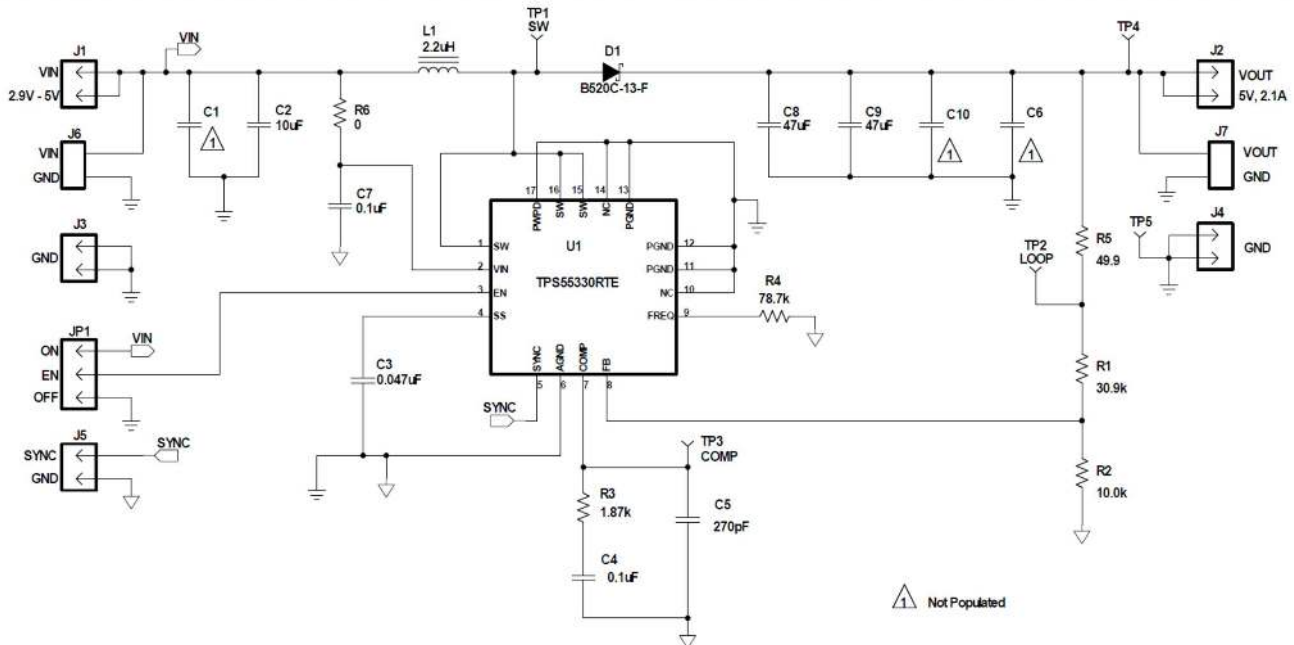 TP1
SW
TP4
VIN
J1
VIN
2.9V - 5V
L1
2.2uH
D1
B520C-13-F
J2
VOUT
5V, 2.1A
J6
VIN
GND
C1
1
C2
10uF
R6
0
C8
47uF
C9
47uF
C10
1
C6
1
J7
VOUT
GND
C7
0.1uF
17
16
15
14
13
PWPD
SW
SW
NC
PGND
J3
GND
U1
TPS55330RTE
1
SW
2
VIN
3
EN
4
SS
PGND
12
PGND
11
NC
10
FREQ
9
SYNC
AGND
COMP
FB
5
6
7
8
R4
78.7k
TP2
LOOP
R5
49.9
TP5
J4
GND
JP1
ON
EN
OFF
VIN
C3
0.047uF
SYNC
R1
30.9k
J5
SYNC
GND
SYNC
TP3
COMP
R2
10.0k
R3
1.87k
C5
270pF
C4
0.1uF
1
Not Populated